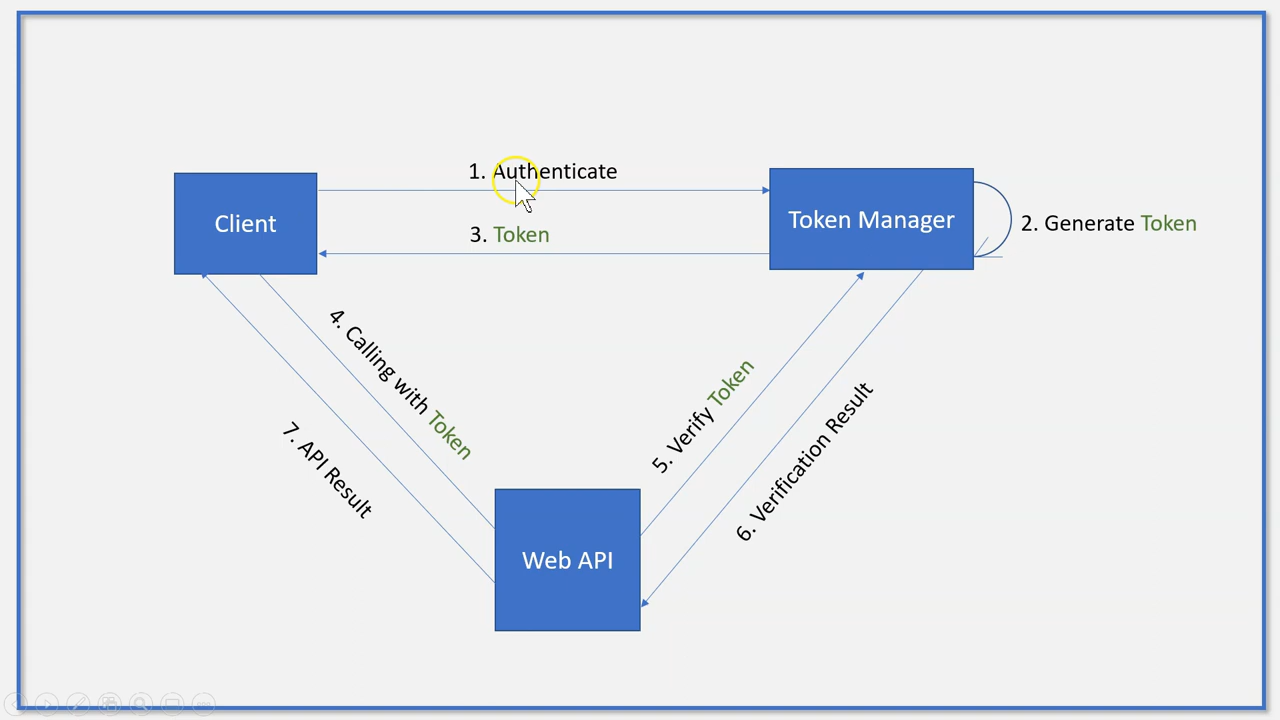 1. Authenticate
Client
Token Manager
2. Generate Token
3. Token
4. Calling with Token
5. Verify Token
6. Verification Result
7. API Result
Web API